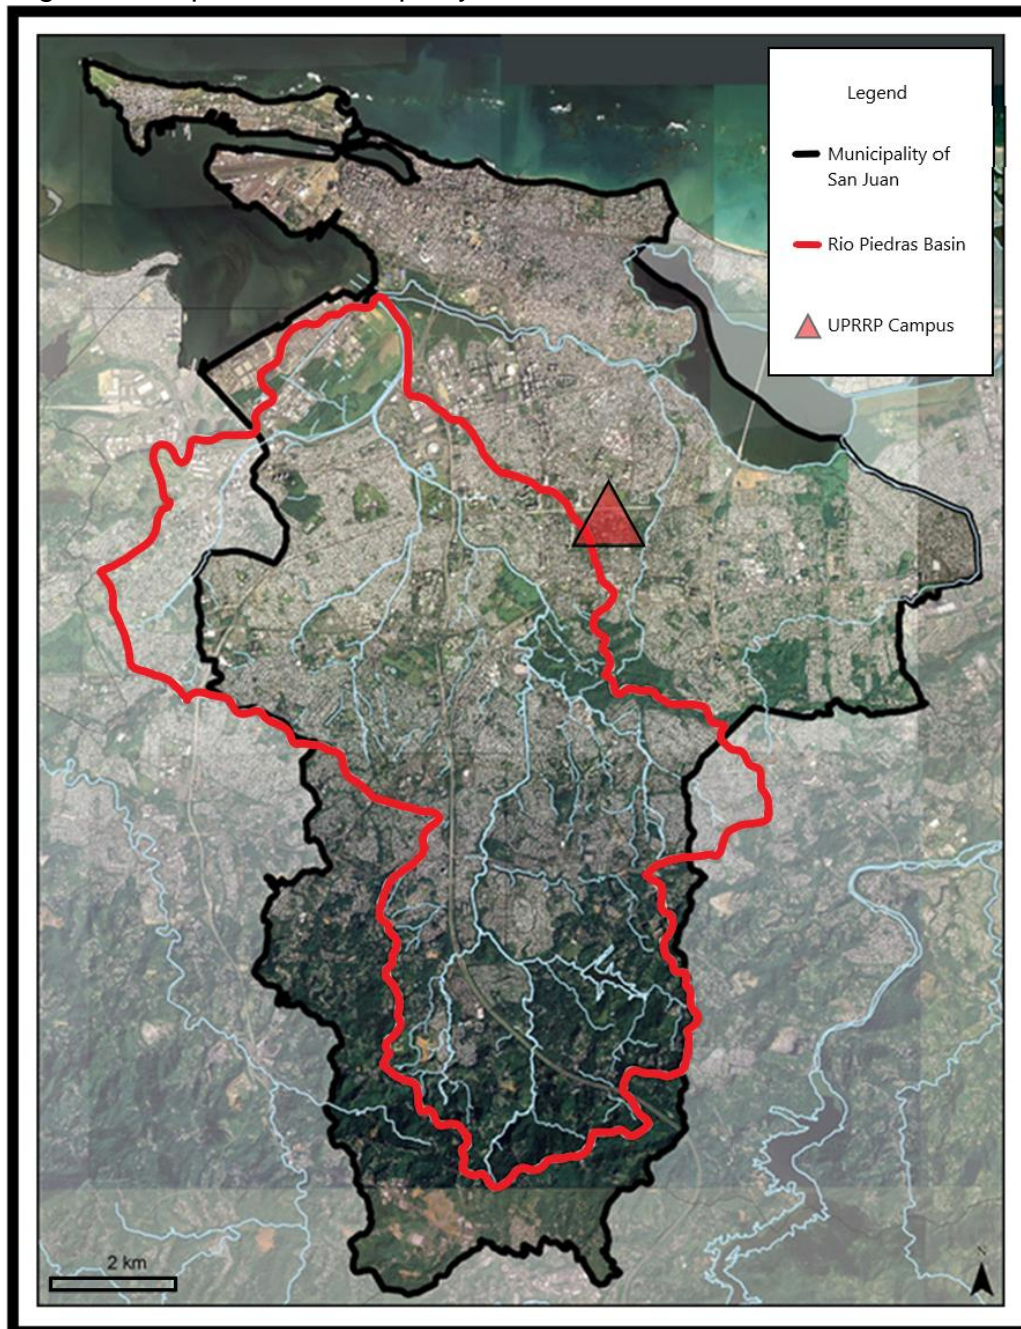 Legend
Municipality of
San Juan
Rio Piedras Basin
UPRRP Campus
2 km
N